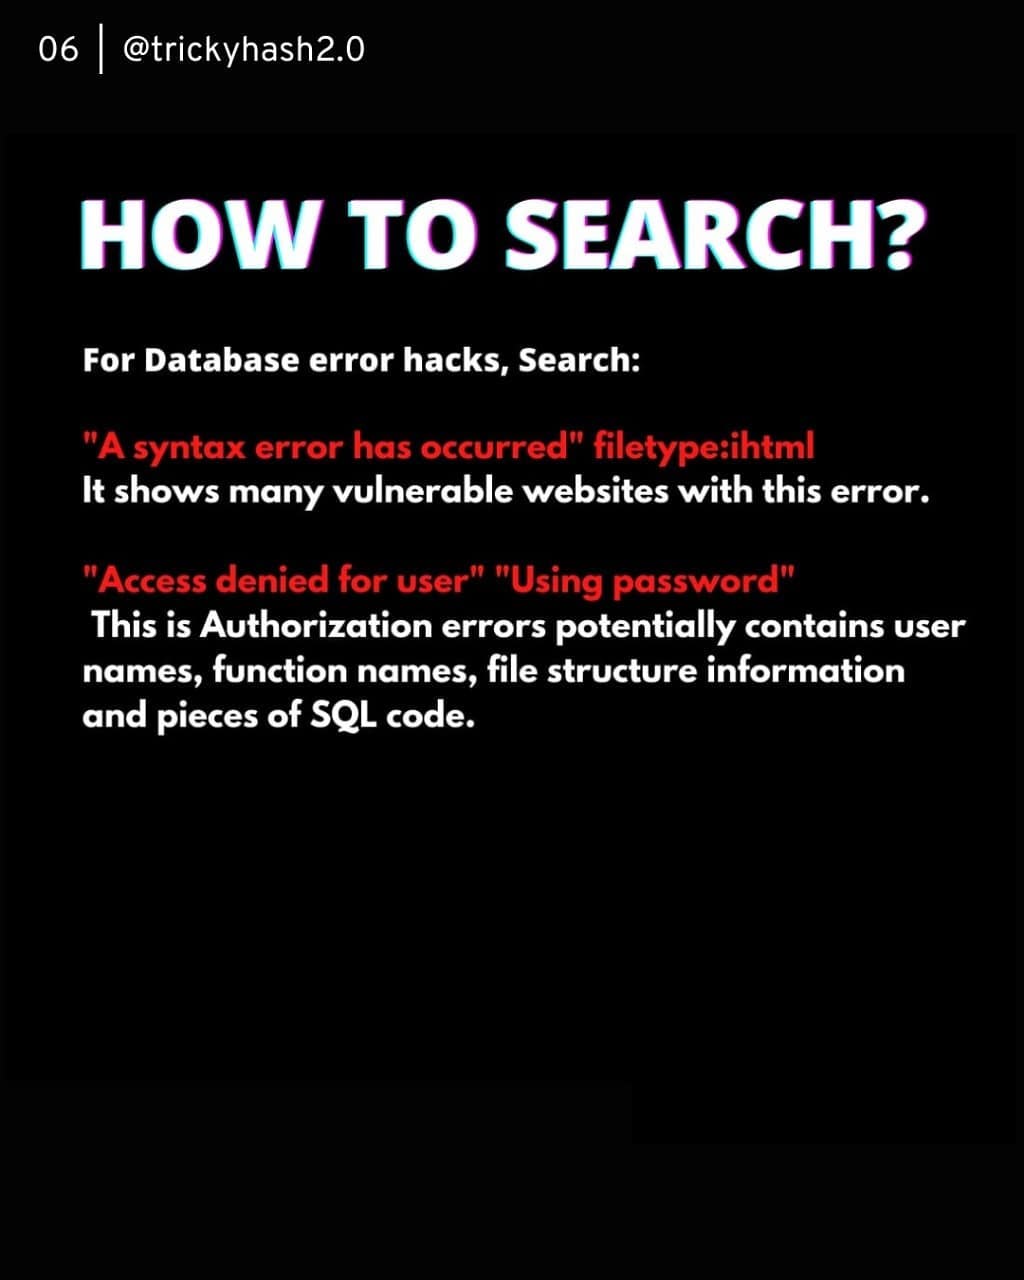 06 | @trickyhash2.0
HOW TO SEARCH?
For Database error hacks, Search:
"A syntax error has occurred" filetype:ihtml
It shows many vulnerable websites with this error.
"Access denied for user" "Using password"
This is Authorization errors potentially contains user
names, function names, file structure information
and pieces of SQL code.